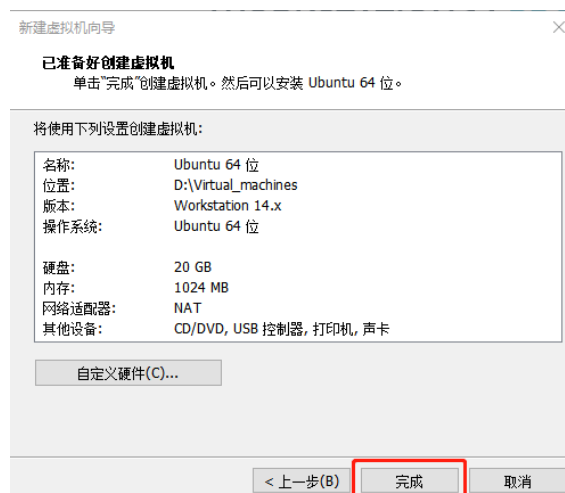 新建虚拟机向导
已准备好创建虚拟机
单击"完成"创建虚拟机。然后可以安装 Ubuntu 64 位。
将使用下列设置创建虚拟机:
名称: Ubuntu 64 位
位置: D:\Virtual_machines
版本: Workstation 14.x
操作系统: Ubuntu 64 位
硬盘: 20 GB
内存: 1024 MB
网络适配器: NAT
其他设备: CD/DVD, USB 控制器, 打印机, 声卡
自定义硬件(C)...
< 上一步(B) 完成 取消